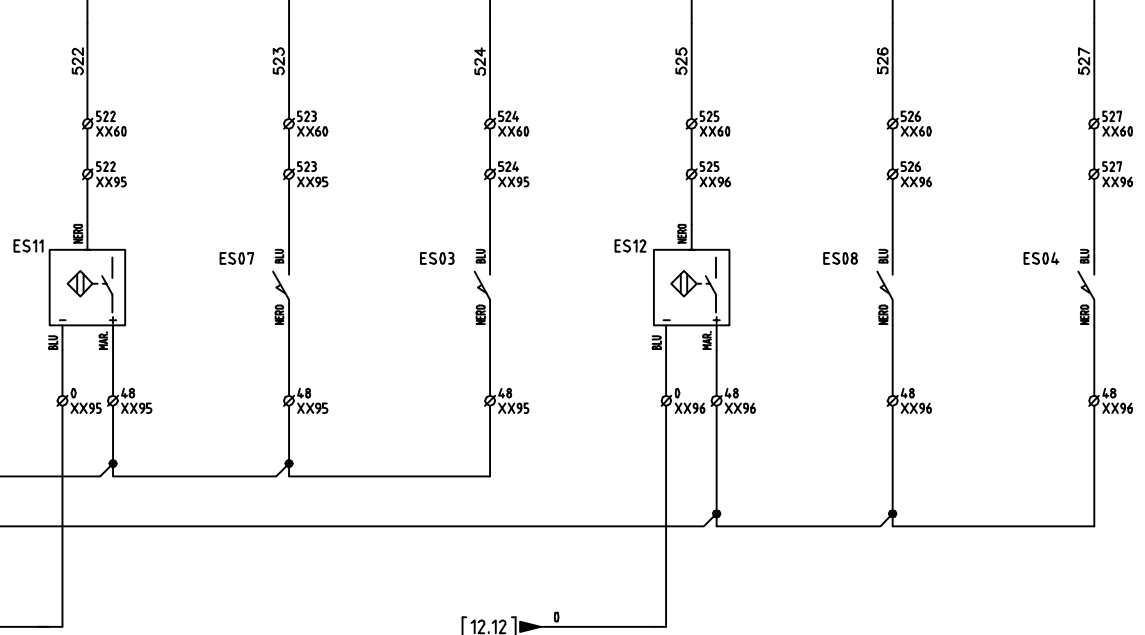 522 523 524 525 526 527
522 523 524 525 526 527
XX60 XX60 XX60 XX60 XX60 XX60
522 523 524 525 526 527
XX95 XX95 XX95 XX96 XX96 XX96
NERO NERO
ES11 BLU BLU ES12 BLU BLU
ES07 ES03 ES08 ES04
- + NERO NERO - + NERO NERO
BLU MAR. BLU MAR.
0 48 48 48 0 48 48 48
XX95 XX95 XX95 XX95 XX96 XX96 XX96 XX96
[12.12] 0